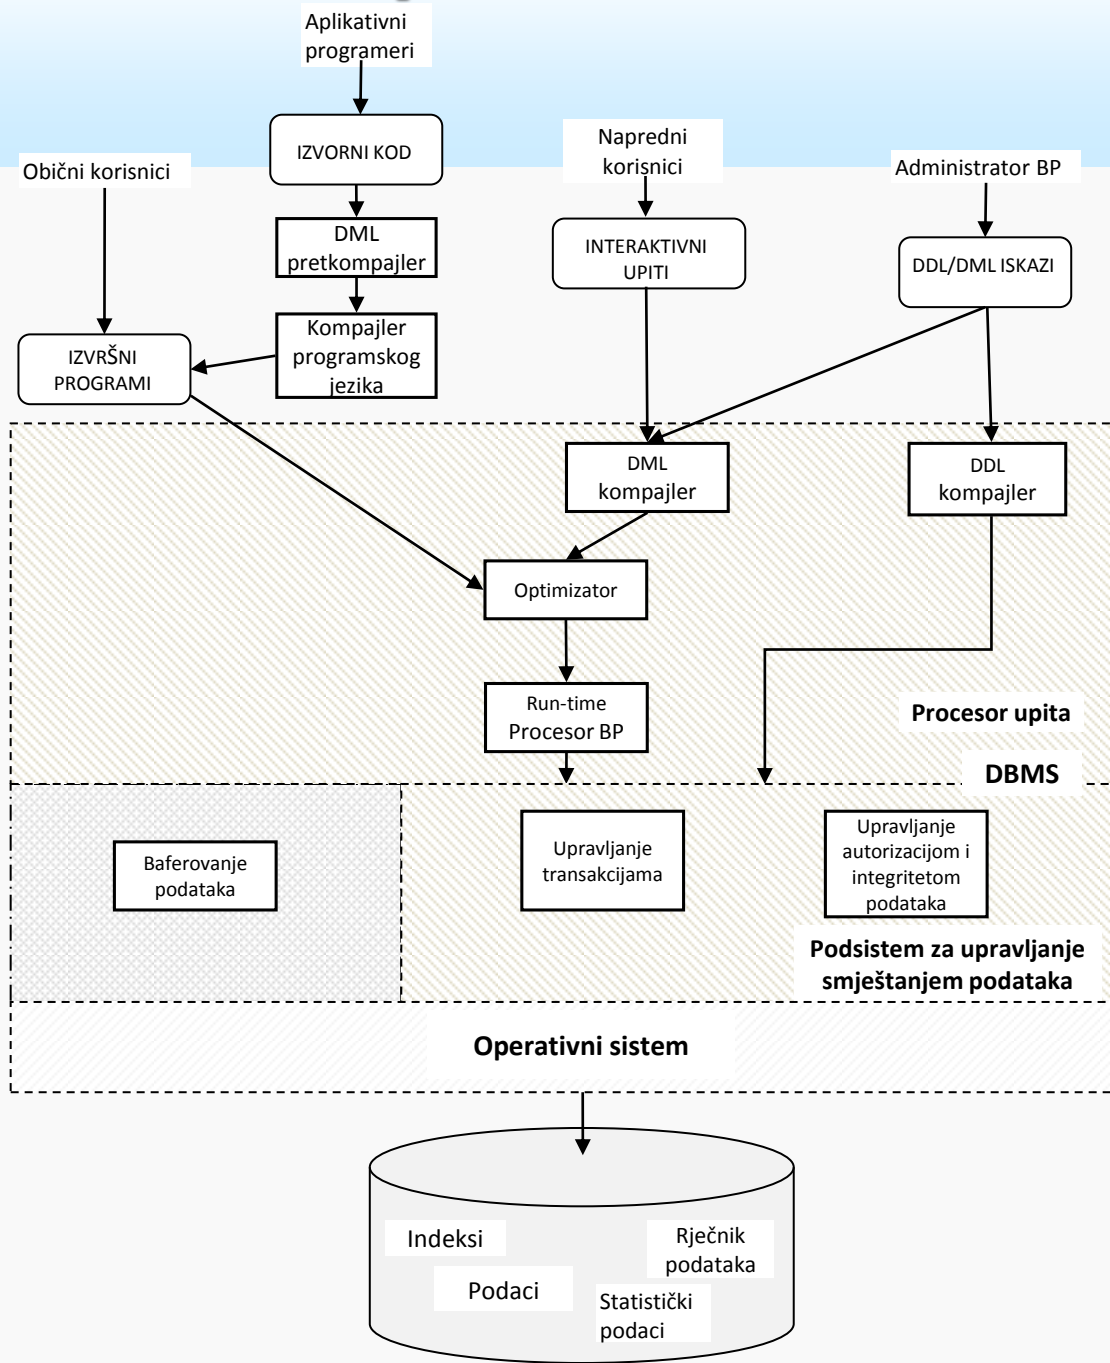 Aplikativni
programeri
IZVORNI KOD
Napredni
korisnici
Obični korisnici
Administrator BP
DML
pretkompajler
INTERAKTIVNI
UPITI
DDL/DML ISKAZI
Kompajler
programskog
jezika
IZVRŠNI
PROGRAMI
DML
kompajler
DDL
kompajler
Optimizator
Run-time
Procesor BP
Procesor upita
DBMS
Baferovanje
podataka
Upravljanje
transakcijama
Upravljanje
autorizacijom i
integritetom
podataka
Podsistem za upravljanje
smještanjem podataka
Operativni sistem
Indeksi
Rječnik
podataka
Podaci
Statistički
podaci